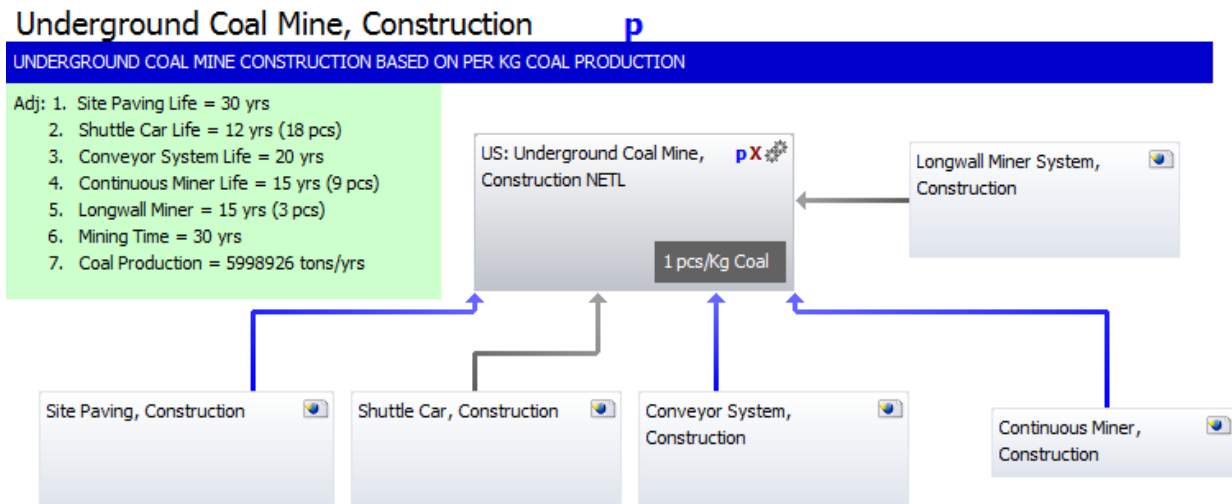 Underground Coal Mine, Construction p
UNDERGROUND COAL MINE CONSTRUCTION BASED ON PER KG COAL PRODUCTION
Adj: 1. Site Paving Life = 30 yrs
2. Shuttle Car Life = 12 yrs (18 pcs)
3. Conveyor System Life = 20 yrs
4. Continuous Miner Life = 15 yrs (9 pcs)
5. Longwall Miner = 15 yrs (3 pcs)
6. Mining Time = 30 yrs
7. Coal Production = 5998926 tons/yrs
US: Underground Coal Mine, pX
Construction NETL
1 pcs/Kg Coal
Longwall Miner System,
Construction
Site Paving, Construction
Shuttle Car, Construction
Conveyor System,
Construction
Continuous Miner,
Construction